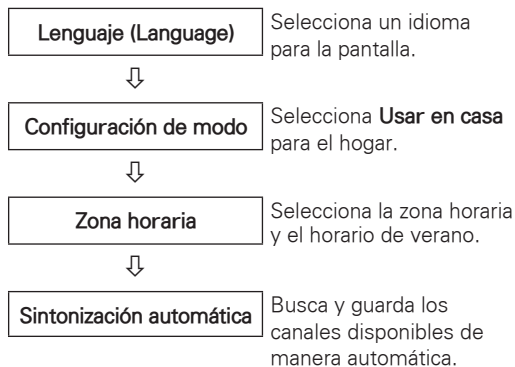 Lenguaje (Language)
Selecciona un idioma
para la pantalla.
Configuración de modo
Selecciona Usar en casa
para el hogar.
Zona horaria
Selecciona la zona horaria
y el horario de verano.
Sintonización automática
Busca y guarda los
canales disponibles de
manera automática.